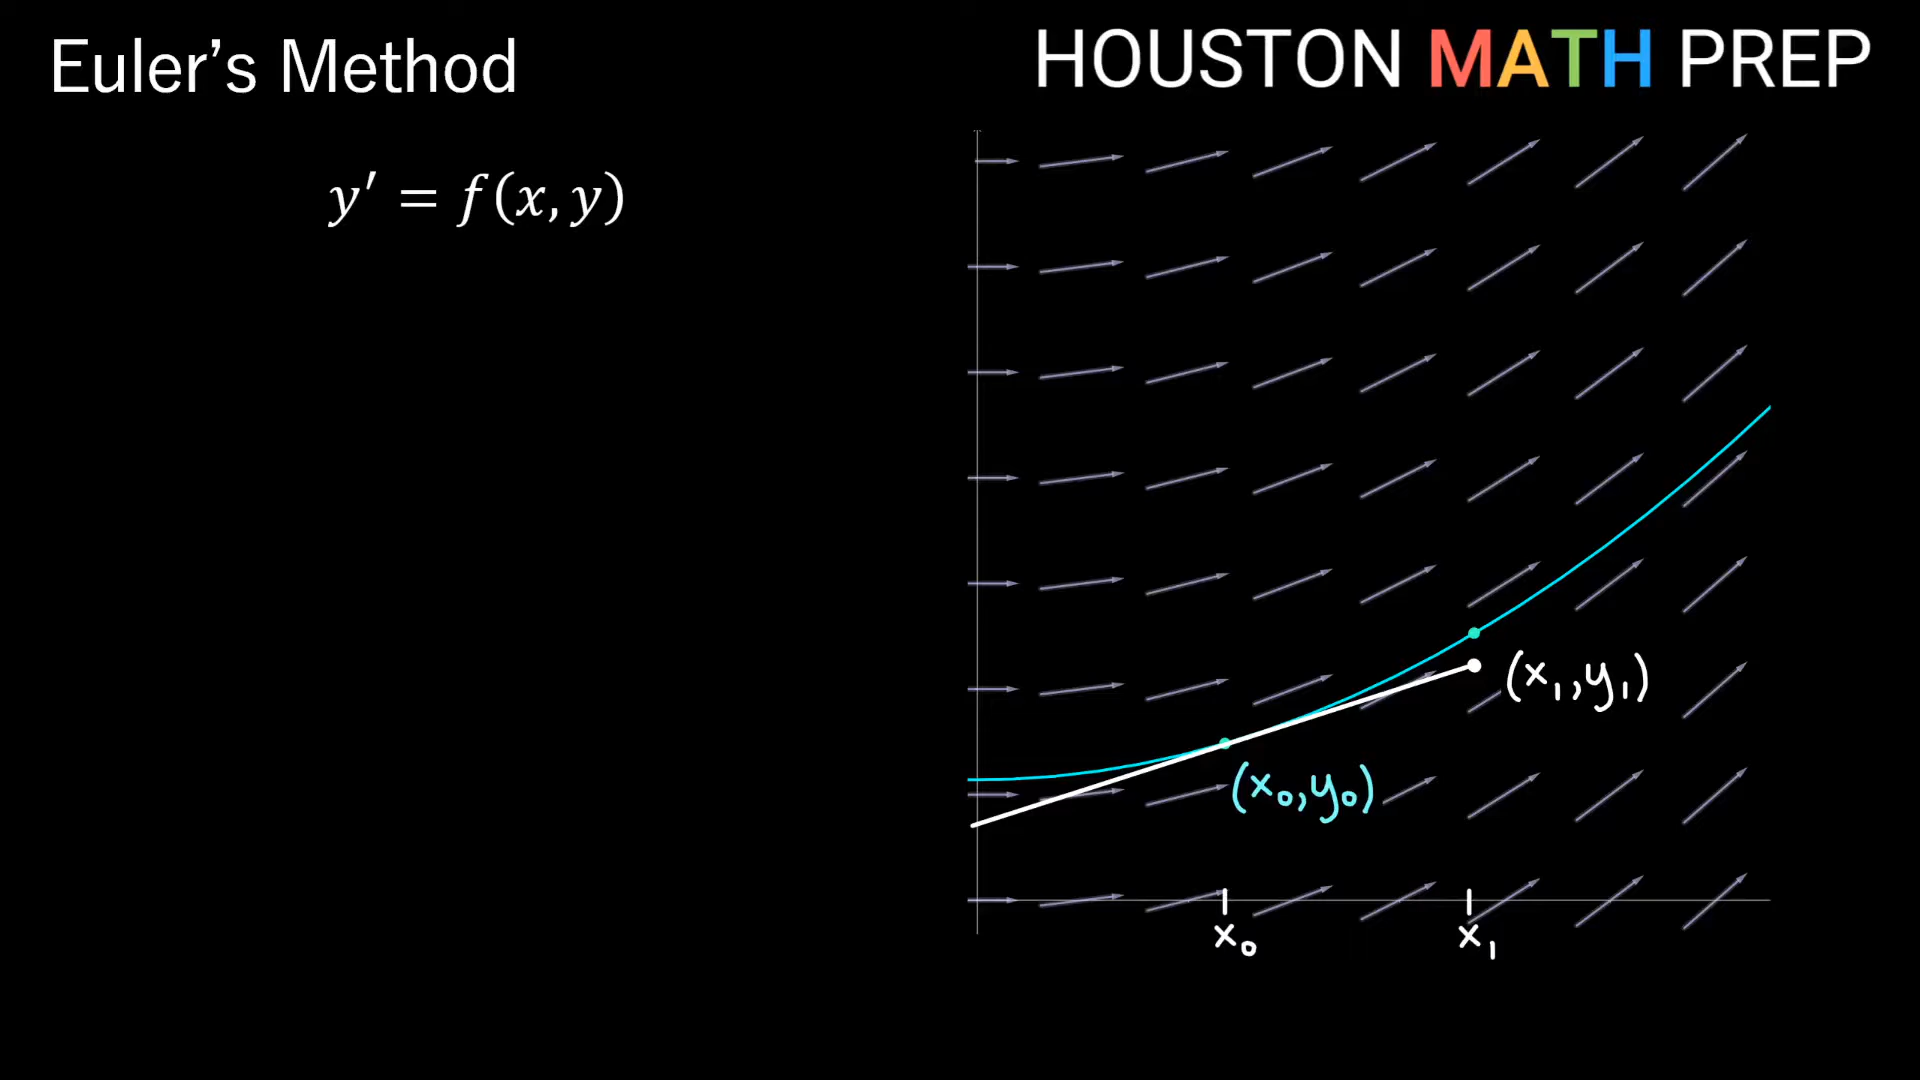 Euler’s Method
HOUSTON MATH PREP
y′ = f(x, y)
(x₁,y₁)
(x₀,y₀)
x₀
x₁